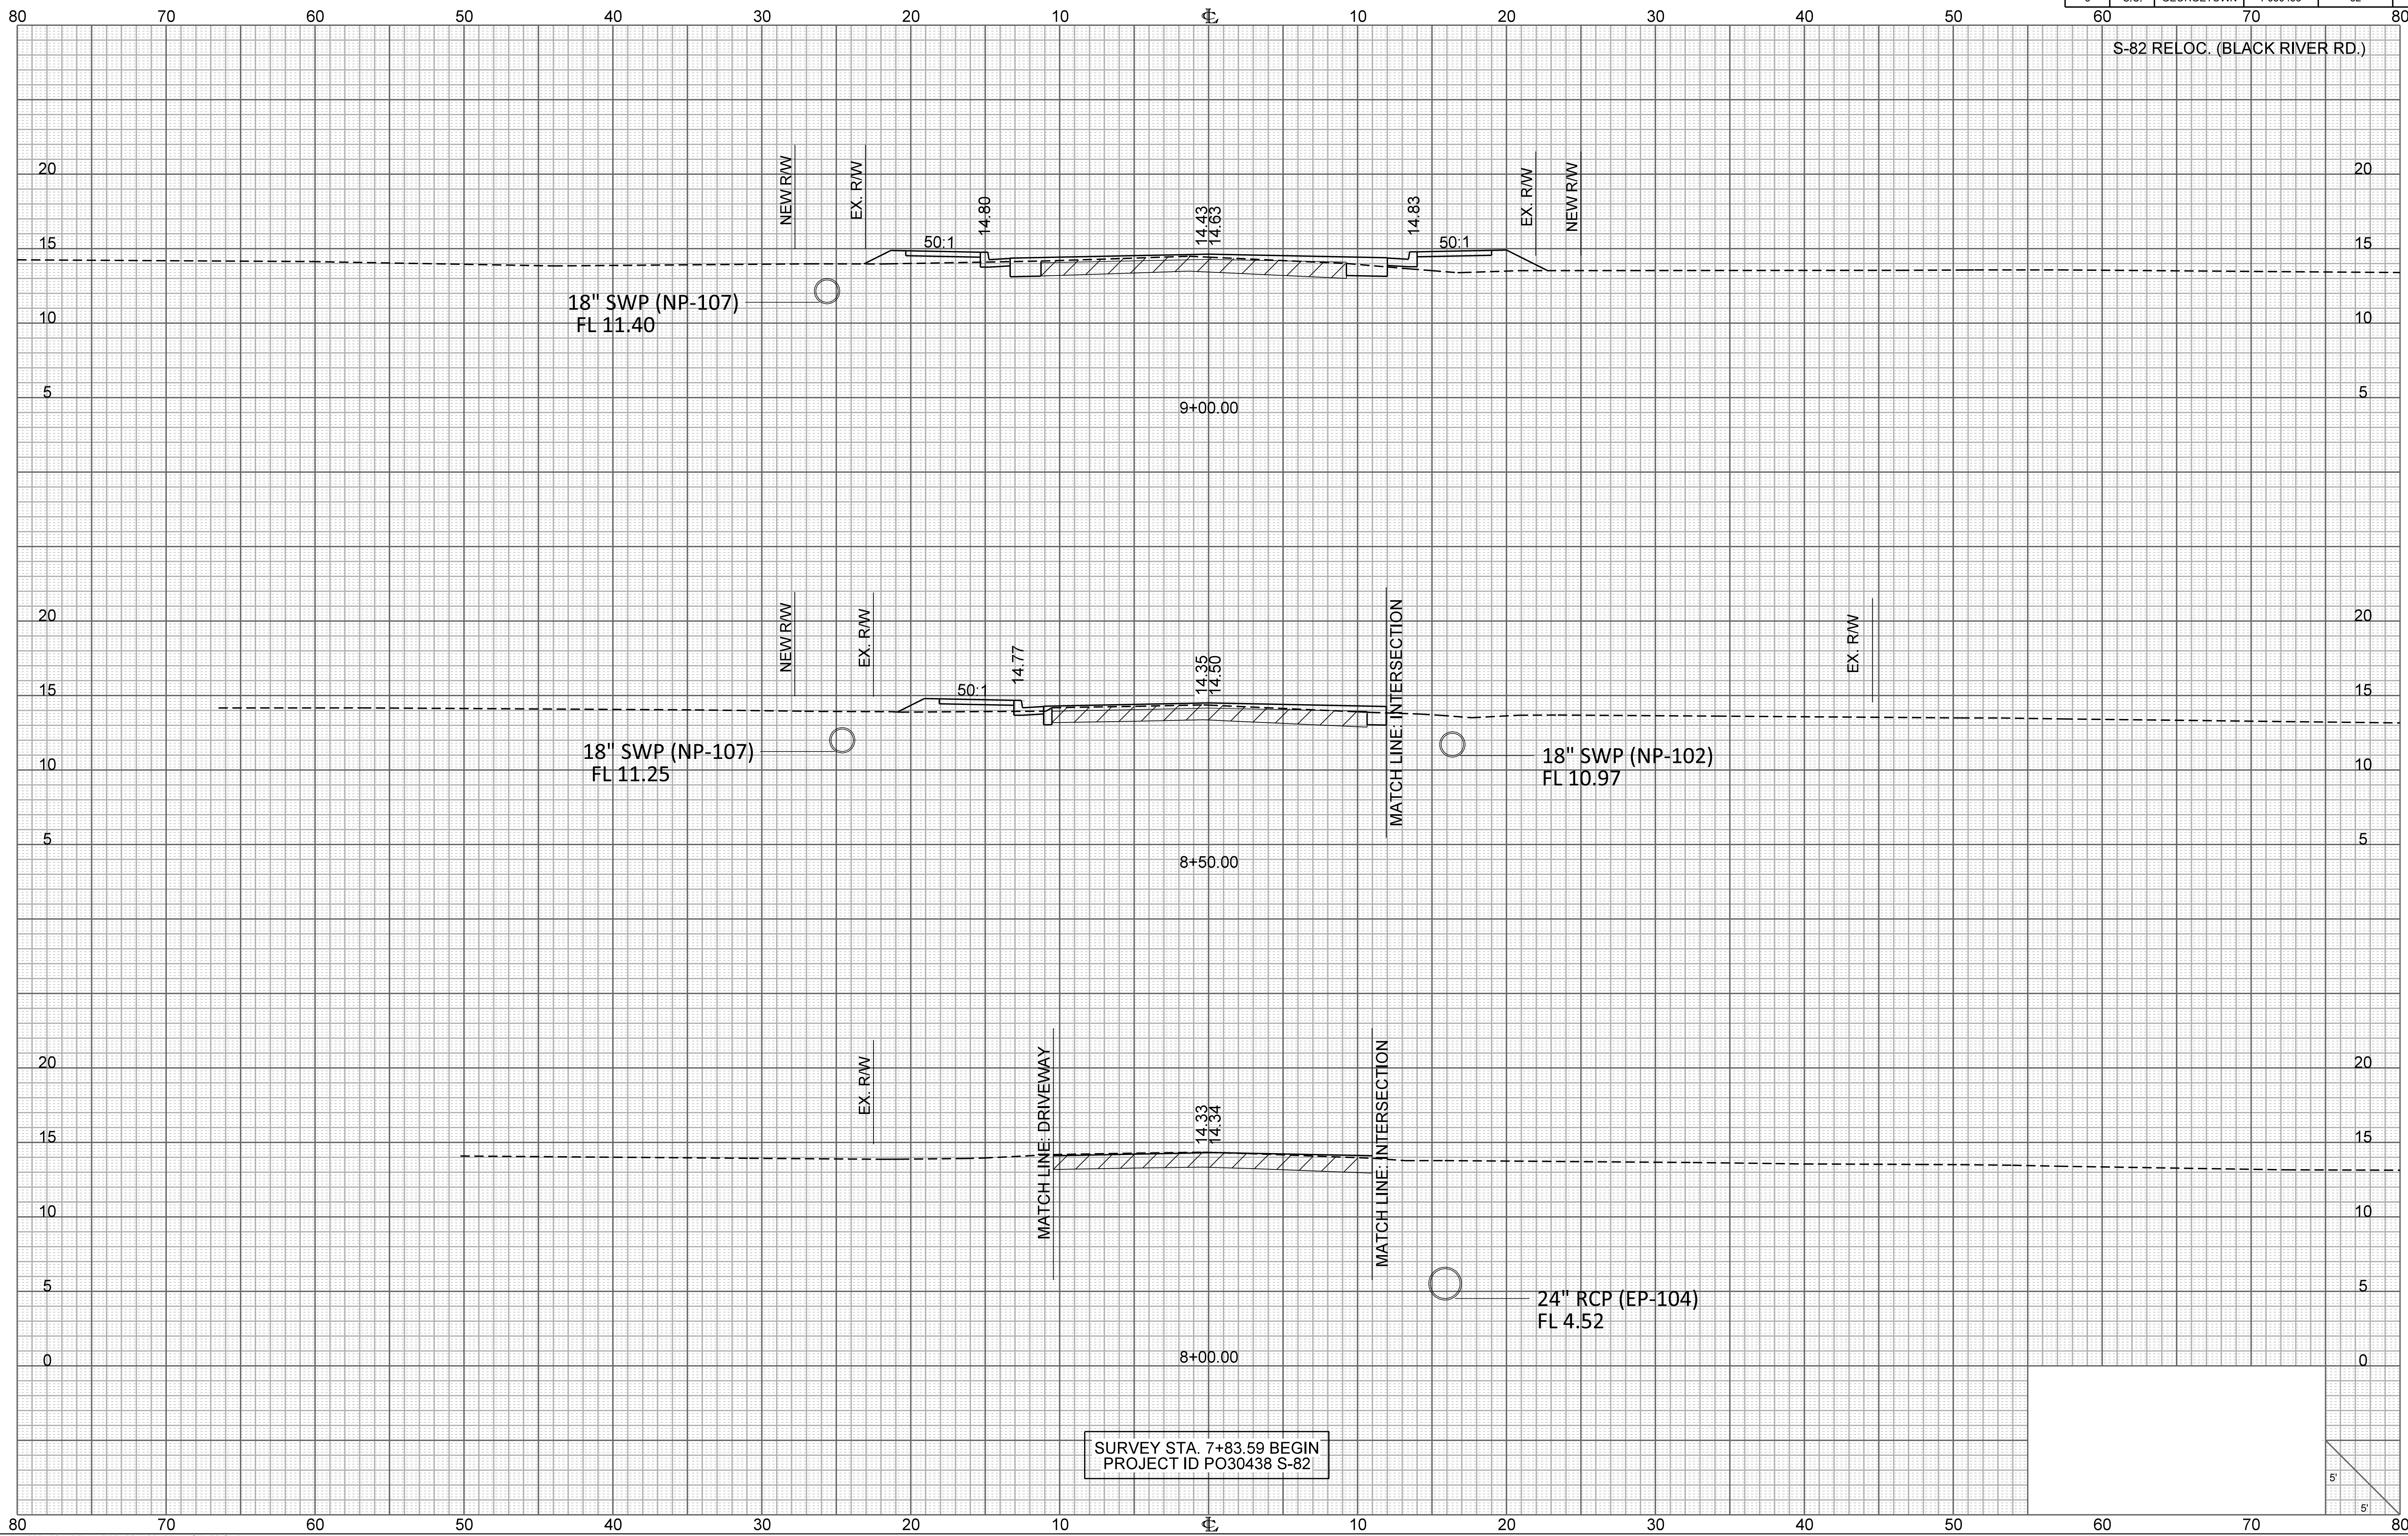 80 70 60 50 40 30 20 10 ℄ 10 20 30 40 50 60 70 80
GEORGETOWN
S-82 RELOC. (BLACK RIVER RD.)
NEW R/W
EX. R/W
14.80
14.43
14.63
14.83
EX. R/W
NEW R/W
20 20
15 50:1 50:1 15
18" SWP (NP-107)
FL 11.40
10 10
5 5
9+00.00
NEW R/W
EX. R/W
14.77
14.35
14.50
MATCH LINE: INTERSECTION
EX. R/W
20 20
15 50:1 15
18" SWP (NP-107)
FL 11.25
18" SWP (NP-102)
FL 10.97
10 10
5 5
8+50.00
EX. R/W
MATCH LINE: DRIVEWAY
14.33
14.34
MATCH LINE: INTERSECTION
20 20
15 15
10 10
5 5
24" RCP (EP-104)
FL 4.52
0 0
8+00.00
SURVEY STA. 7+83.59 BEGIN
PROJECT ID PO30438 S-82
5'
5'
80 70 60 50 40 30 20 10 ℄ 10 20 30 40 50 60 70 80